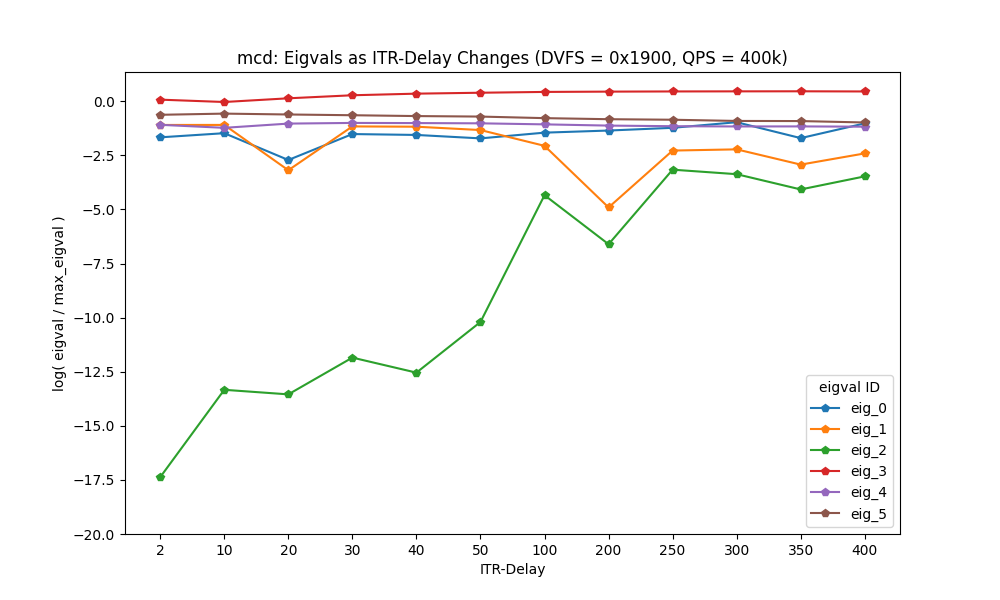 mcd: Eigvals as ITR-Delay Changes (DVFS = 0x1900, QPS = 400k)
log( eigval / max_eigval )
0.0
−2.5
−5.0
−7.5
−10.0
−12.5
−15.0
−17.5
−20.0
eigval ID
eig_0
eig_1
eig_2
eig_3
eig_4
eig_5
2 10 20 30 40 50 100 200 250 300 350 400
ITR-Delay